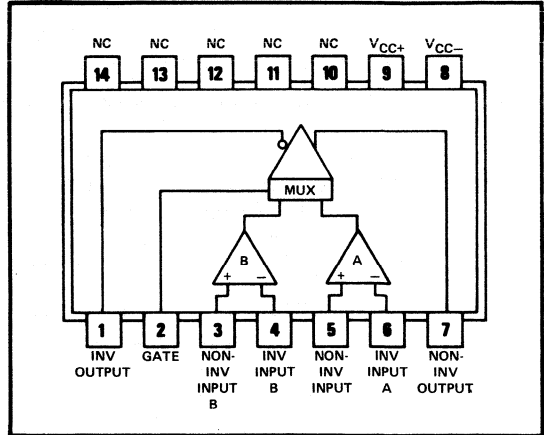 NC NC NC NC NC VCC+ VCC–
14 13 12 11 10 9 8
MUX
B A
+ – + –
1 2 3 4 5 6 7
INV OUTPUT
GATE
NON-INV INPUT B
INV INPUT B
NON-INV INPUT
INV INPUT A
NON-INV OUTPUT.